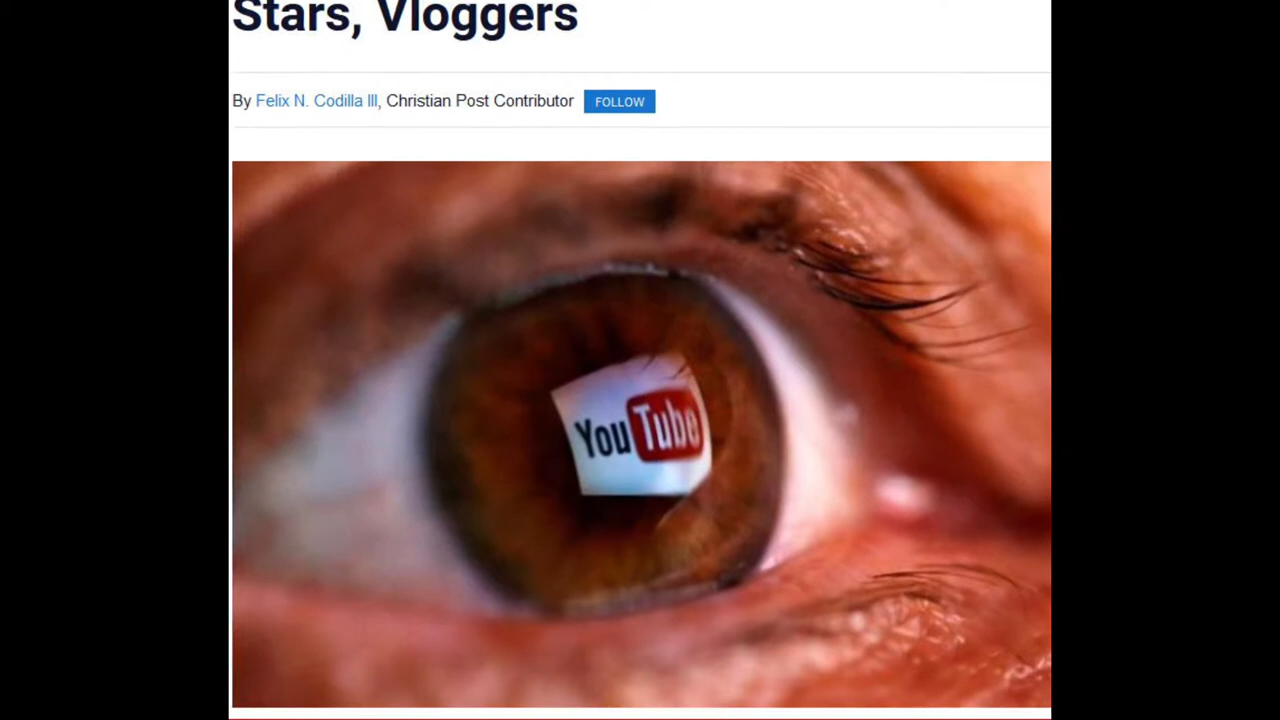 Stars, Vloggers
By Felix N. Codilla III, Christian Post Contributor FOLLOW
YouTube